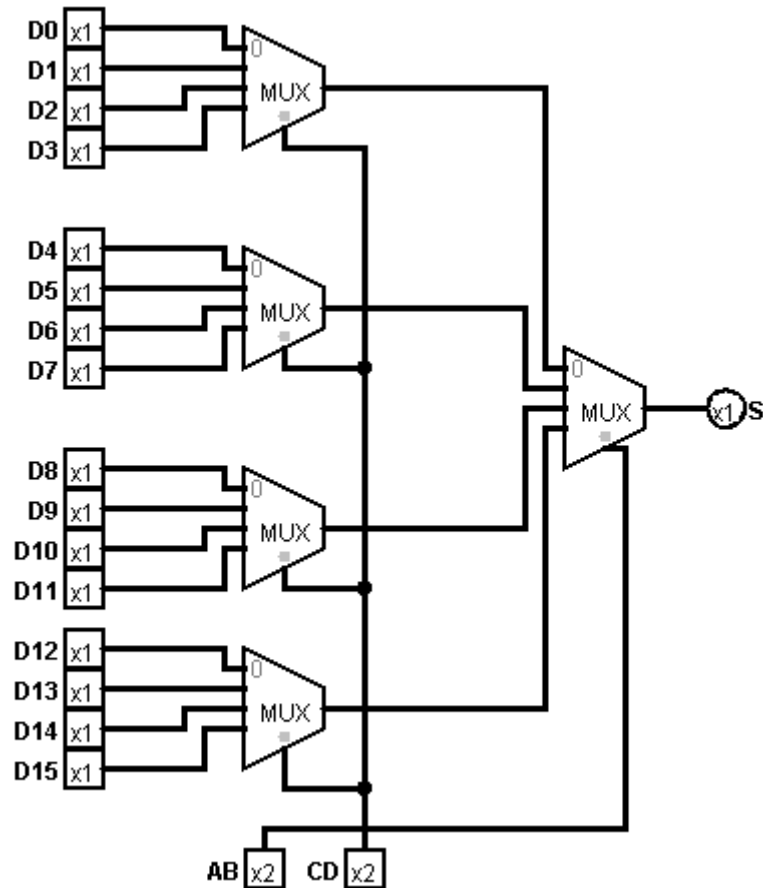 D0 x1 0
D1 x1
D2 x1 MUX
D3 x1
D4 x1 0
D5 x1
D6 x1 MUX
D7 x1
0
MUX x1 S
D8 x1 0
D9 x1
D10 x1 MUX
D11 x1
D12 x1 0
D13 x1
D14 x1 MUX
D15 x1
AB x2 CD x2